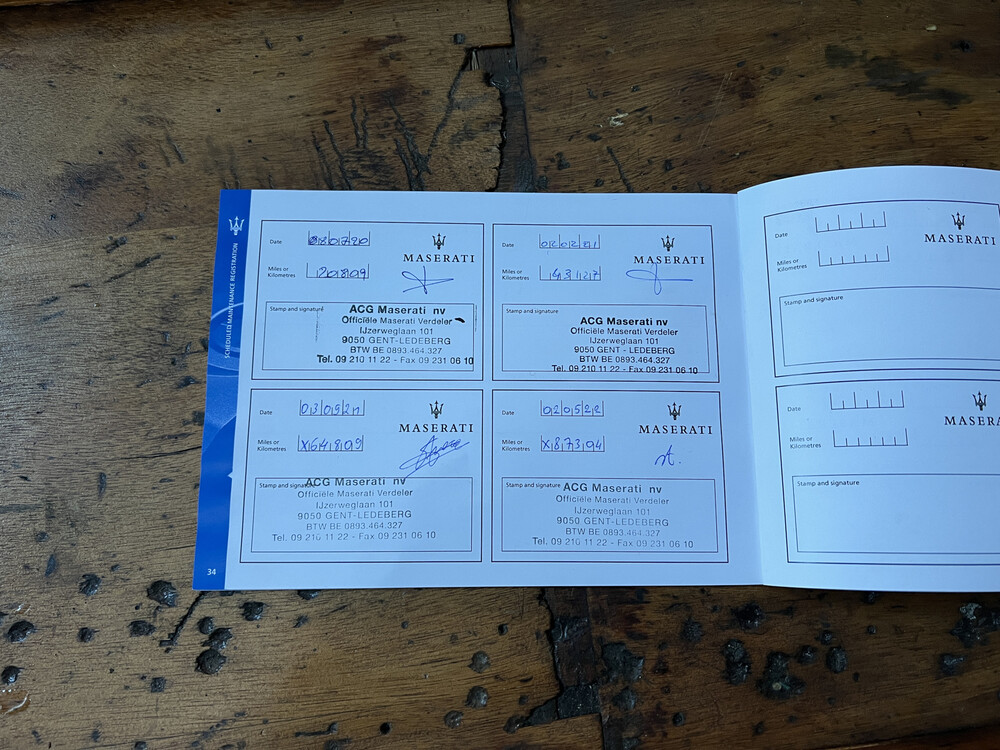 SCHEDULED MAINTENANCE REGISTRATION
Date
MASERATI
Miles or
Kilometres
20809
Stamp and signature
ACG Maserati nv
Officiële Maserati Verdeler
IJzerweglaan 101
9050 GENT-LEDEBERG
BTW BE 0893.464.327
Tel. 09 210 11 22 - Fax 09 231 06 10
Date
MASERATI
Miles or
Kilometres
43127
Stamp and signature
ACG Maserati nv
Officiële Maserati Verdeler
IJzerweglaan 101
9050 GENT - LEDEBERG
BTW BE 0893.464.327
Tel. 09 210 11 22 - Fax 09 231 06 10
Date 030521
MASERATI
Miles or
Kilometres X64809
Stamp and signature
ACG Maserati nv
Officiële Maserati Verdeler
IJzerweglaan 101
9050 GENT-LEDEBERG
BTW BE 0893.464.327
Tel. 09 210 11 22 - Fax 09 231 06 10
Date 020522
MASERATI
Miles or
Kilometres X87394
Stamp and signature
ACG Maserati nv
Officiële Maserati Verdeler
IJzerweglaan 101
9050 GENT-LEDEBERG
BTW BE 0893.464.327
Tel. 09 210 11 22 - Fax 09 231 06 10
34
Date
MASERATI
Miles or
Kilometres
Stamp and signature
Date
MASERA
Miles or
Kilometres
Stamp and signature